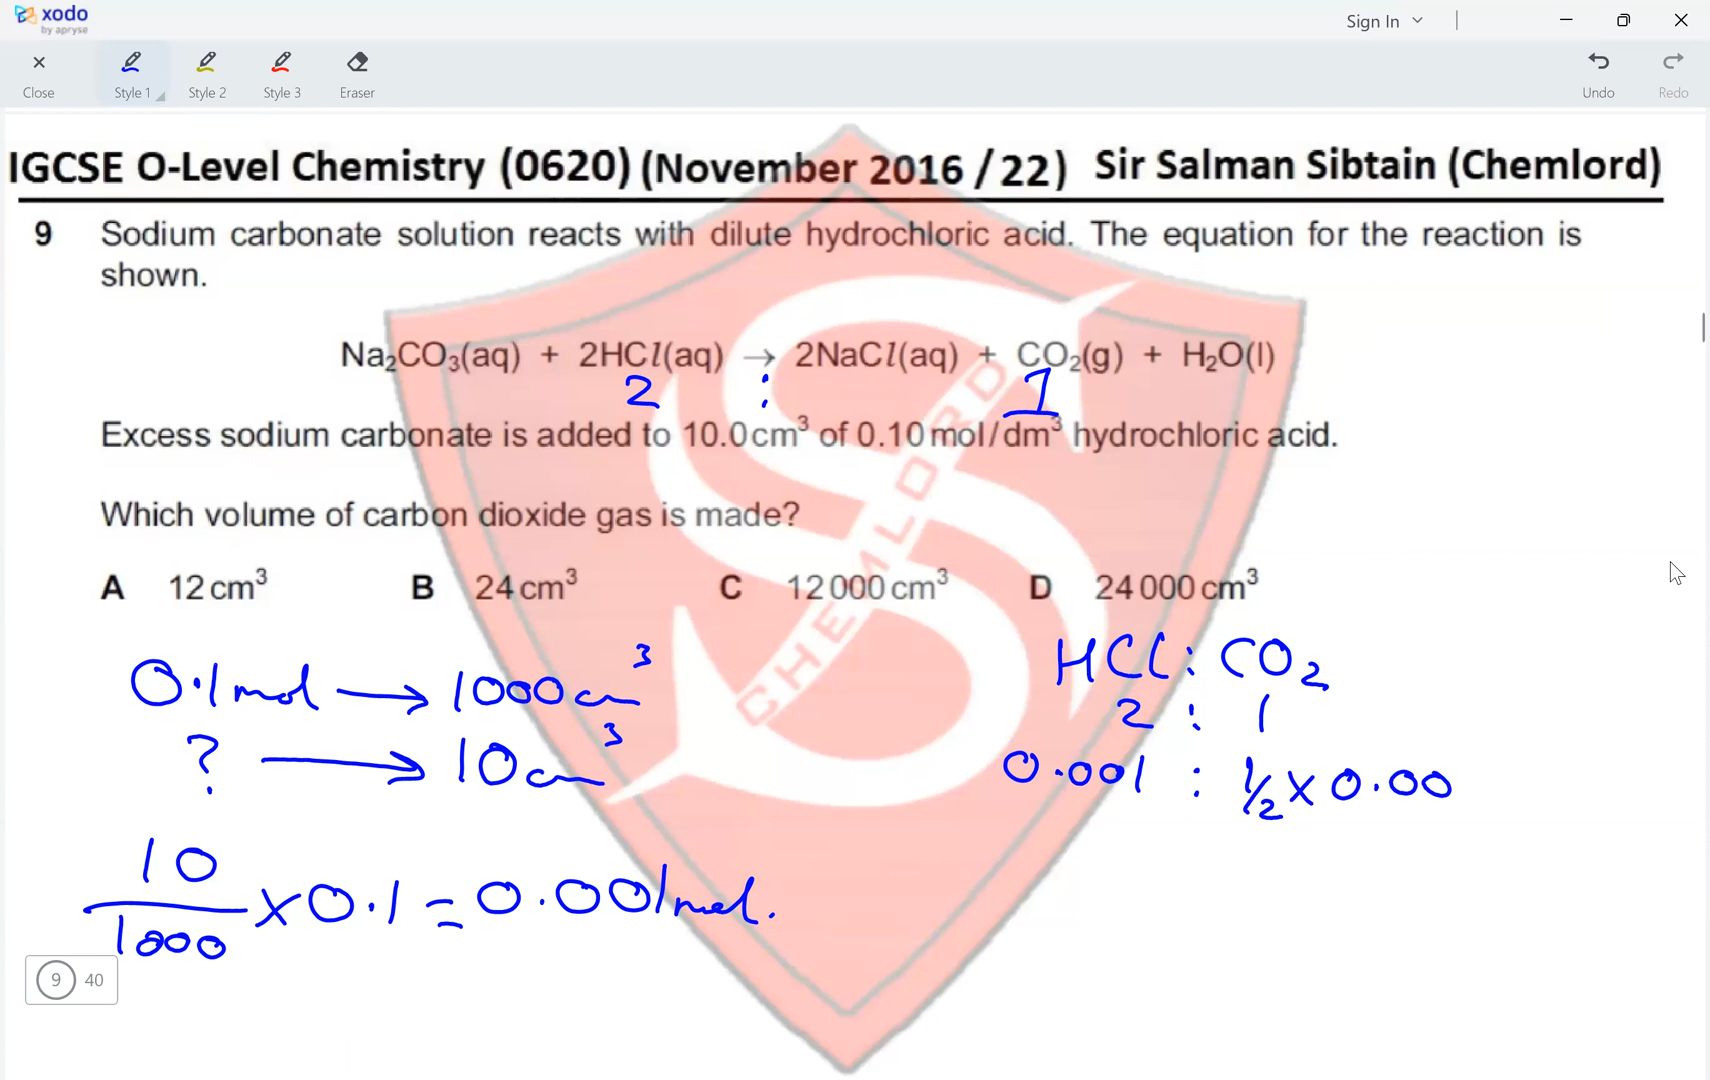 xodo
by apryse
Sign In
Close
Style 1
Style 2
Style 3
Eraser
Undo
Redo
IGCSE O-Level Chemistry (0620) (November 2016 / 22) Sir Salman Sibtain (Chemlord)
9 Sodium carbonate solution reacts with dilute hydrochloric acid. The equation for the reaction is
shown.
Na₂CO₃(aq) + 2HCl(aq) → 2NaCl(aq) + CO₂(g) + H₂O(l)
2 : 1
Excess sodium carbonate is added to 10.0 cm³ of 0.10 mol/dm³ hydrochloric acid.
Which volume of carbon dioxide gas is made?
A 12 cm³ B 24 cm³ C 12 000 cm³ D 24 000 cm³
CHEMLORD
0.1 mol → 1000 cm³
? → 10 cm³
10
1000
× 0.1 = 0.001 mol.
HCl : CO₂
2 : 1
0.001 : 1/2 × 0.00
9 40